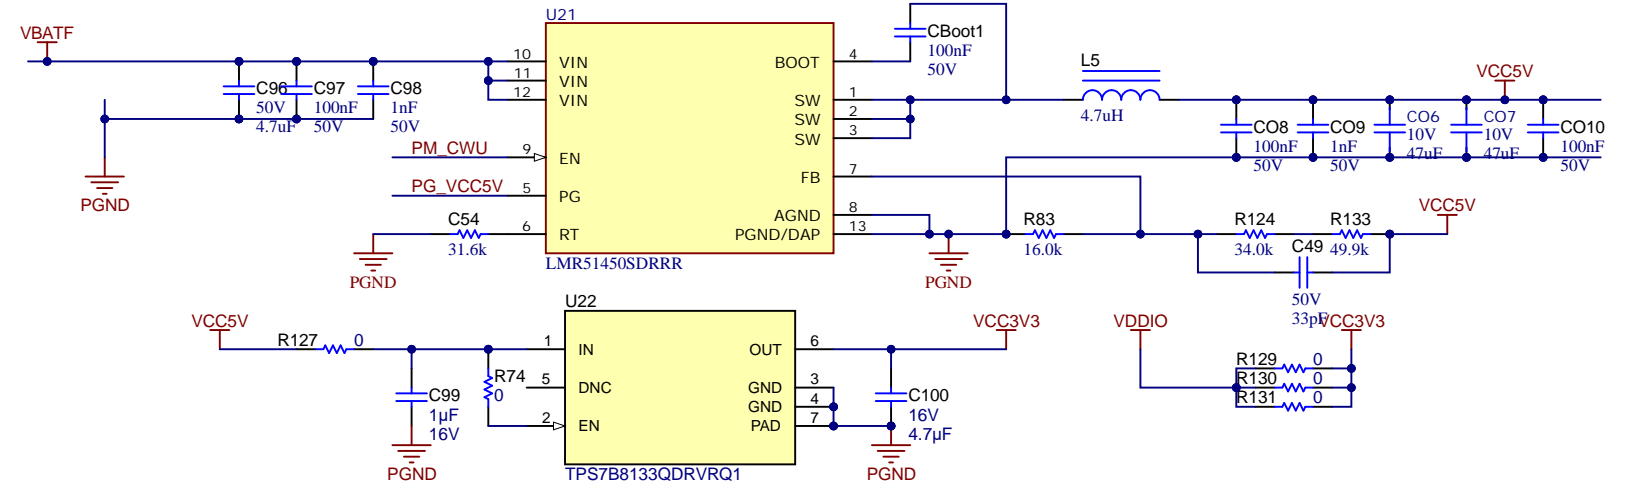 U21
VBATF
10 VIN
11 VIN
12 VIN
BOOT 4
CBoot1
100nF
50V
L5
4.7uH
VCC5V
C96
50V
4.7uF
C97
100nF
50V
C98
1nF
50V
SW 1
SW 2
SW 3
CO8
100nF
50V
CO9
1nF
50V
CO6
10V
47uF
CO7
10V
47uF
CO10
100nF
50V
PM_CWU 9 EN
PG_VCC5V 5 PG
FB 7
PGND
C54
31.6k
6 RT
AGND 8
PGND/DAP 13
R83
16.0k
R124
34.0k
R133
49.9k
VCC5V
C49
50V
33pF
PGND
LMR51450SDRRR
PGND
U22
VCC5V
R127 0
1 IN
5 DNC
2 EN
OUT 6
GND 3
GND 4
PAD 7
VCC3V3
R74
0
C99
1µF
16V
PGND
C100
16V
4.7µF
PGND
TPS7B8133QDRVRQ1
VDDIO
VCC3V3
R129 0
R130 0
R131 0